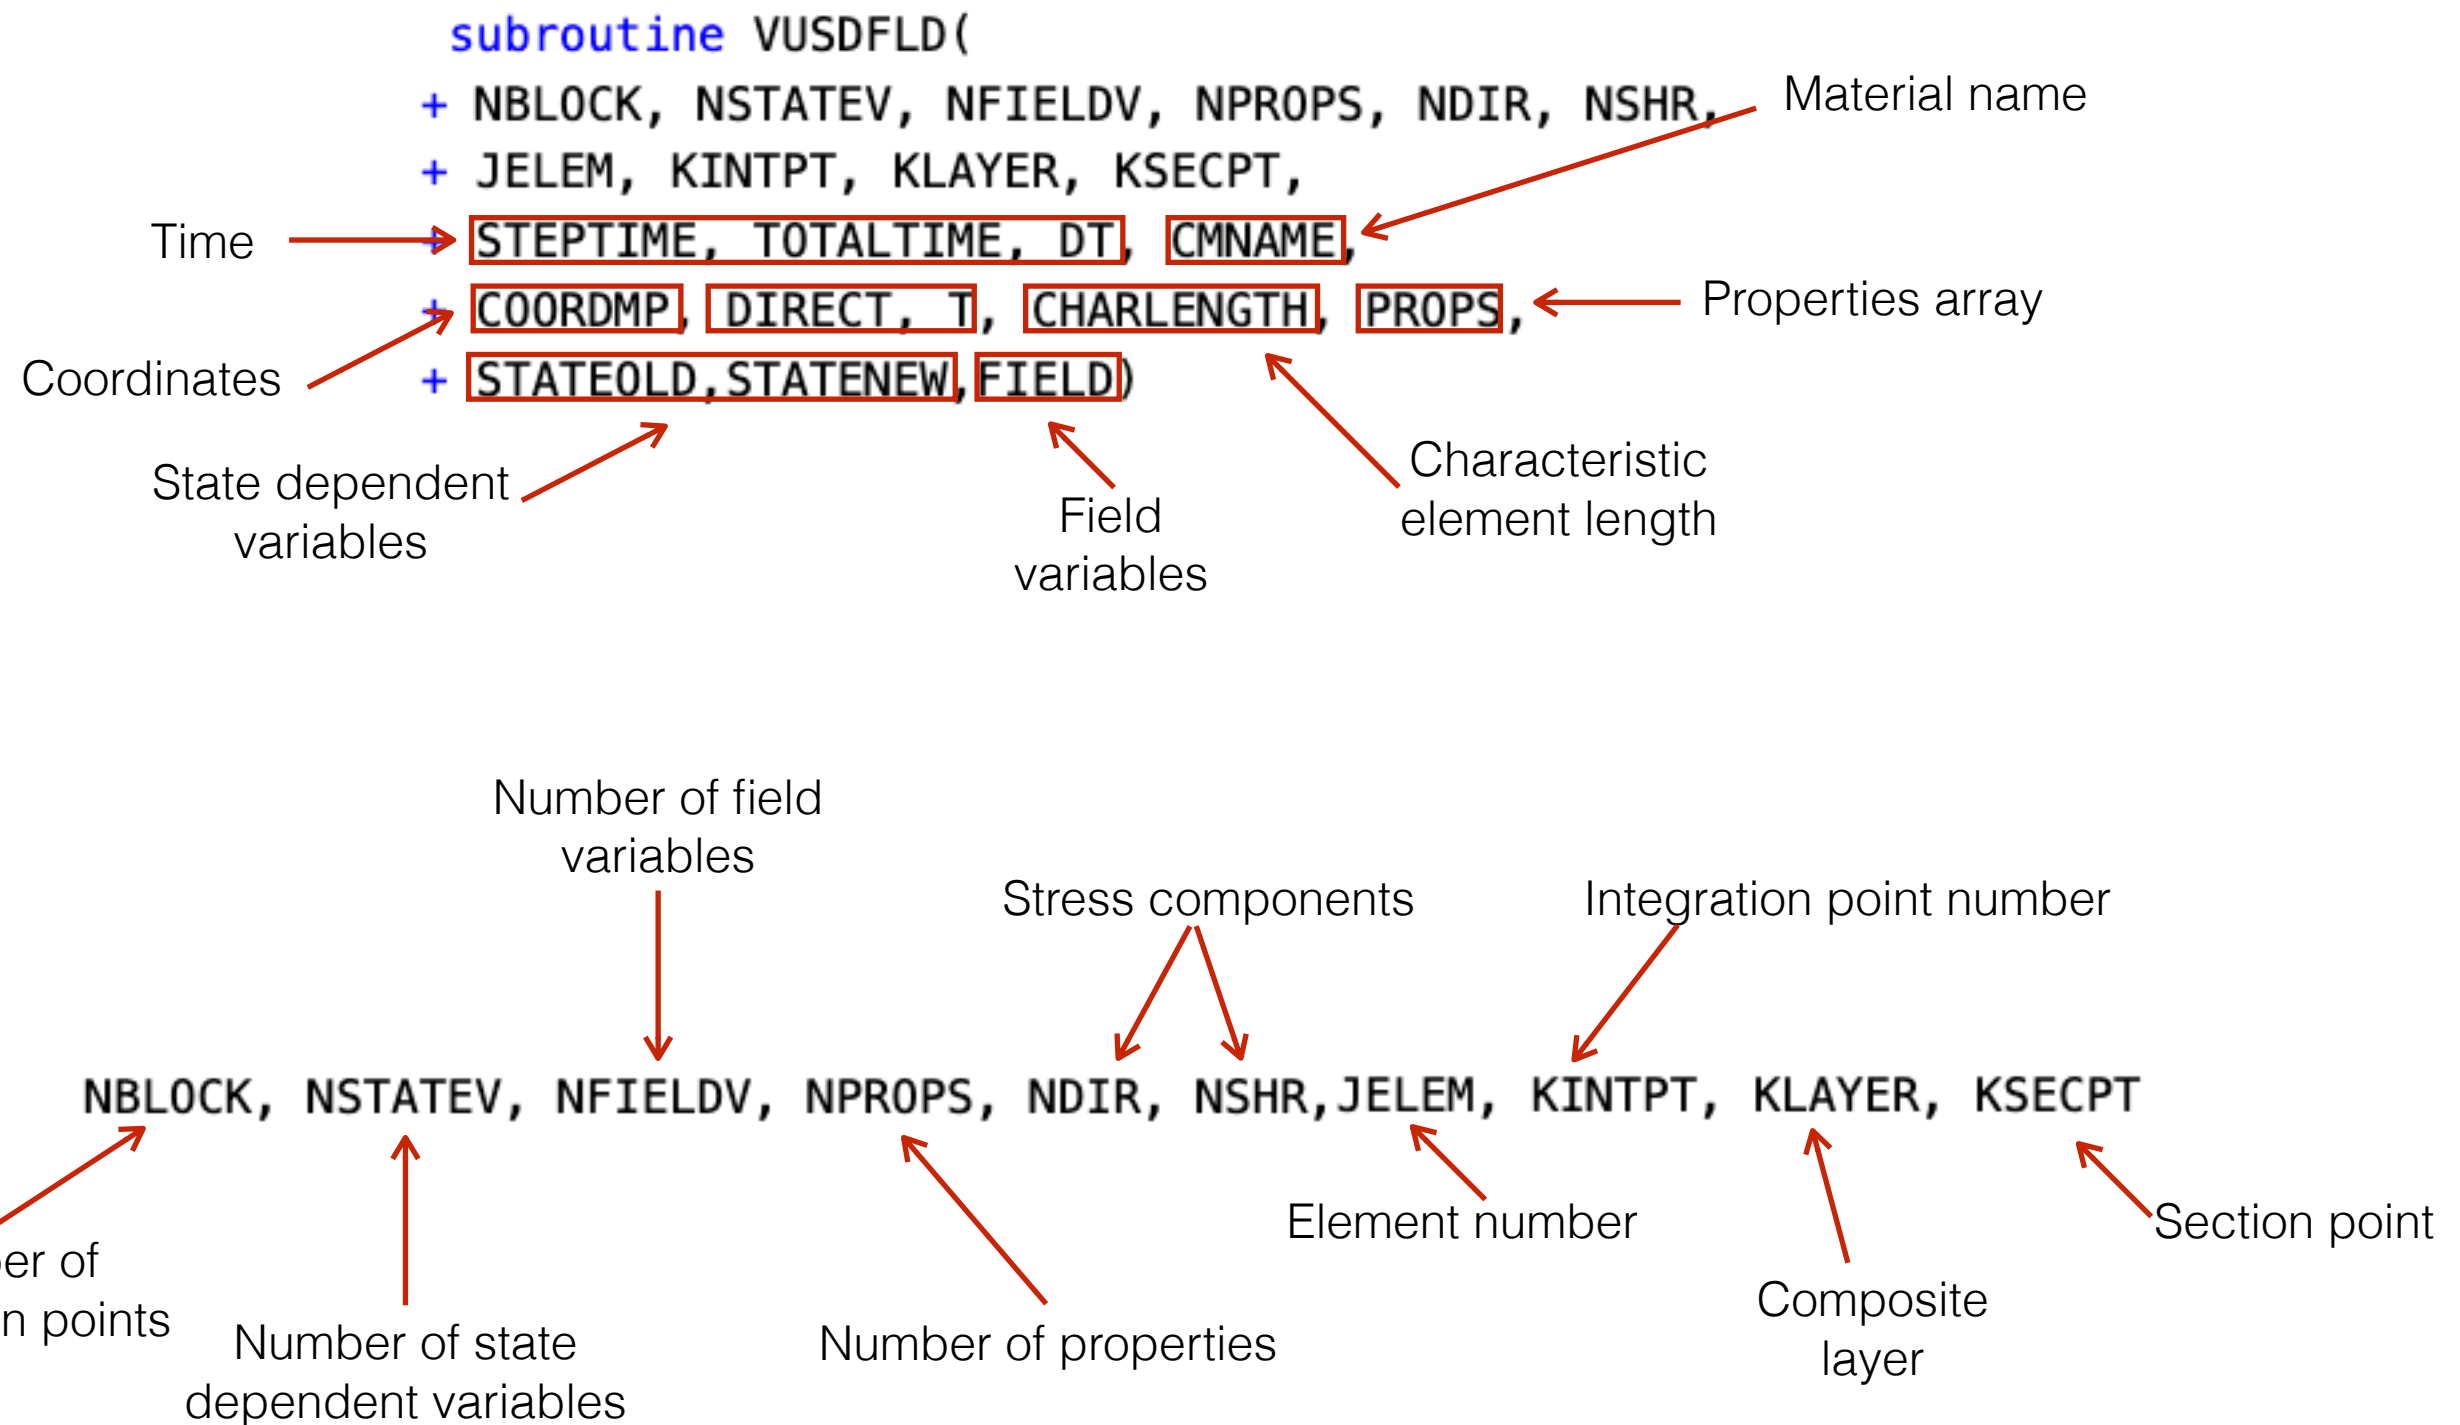 subroutine VUSDFLD(
+ NBLOCK, NSTATEV, NFIELDV, NPROPS, NDIR, NSHR,
Material name
+ JELEM, KINTPT, KLAYER, KSECPT,
Time
+ STEPTIME, TOTALTIME, DT, CMNAME,
+ COORDMP, DIRECT, T, CHARLENGTH, PROPS,
Properties array
Coordinates
+ STATEOLD,STATENEW,FIELD)
State dependent
variables
Field
variables
Characteristic
element length
Number of field
variables
Stress components
Integration point number
NBLOCK, NSTATEV, NFIELDV, NPROPS, NDIR, NSHR,JELEM, KINTPT, KLAYER, KSECPT
Element number
Section point
of
points
Number of state
dependent variables
Number of properties
Composite
layer